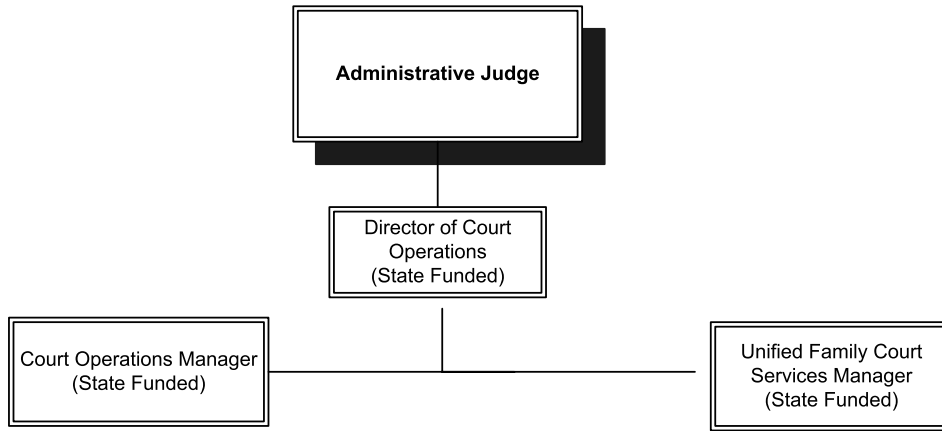 Administrative Judge
Director of Court
Operations
(State Funded)
Court Operations Manager
(State Funded)
Unified Family Court
Services Manager
(State Funded)